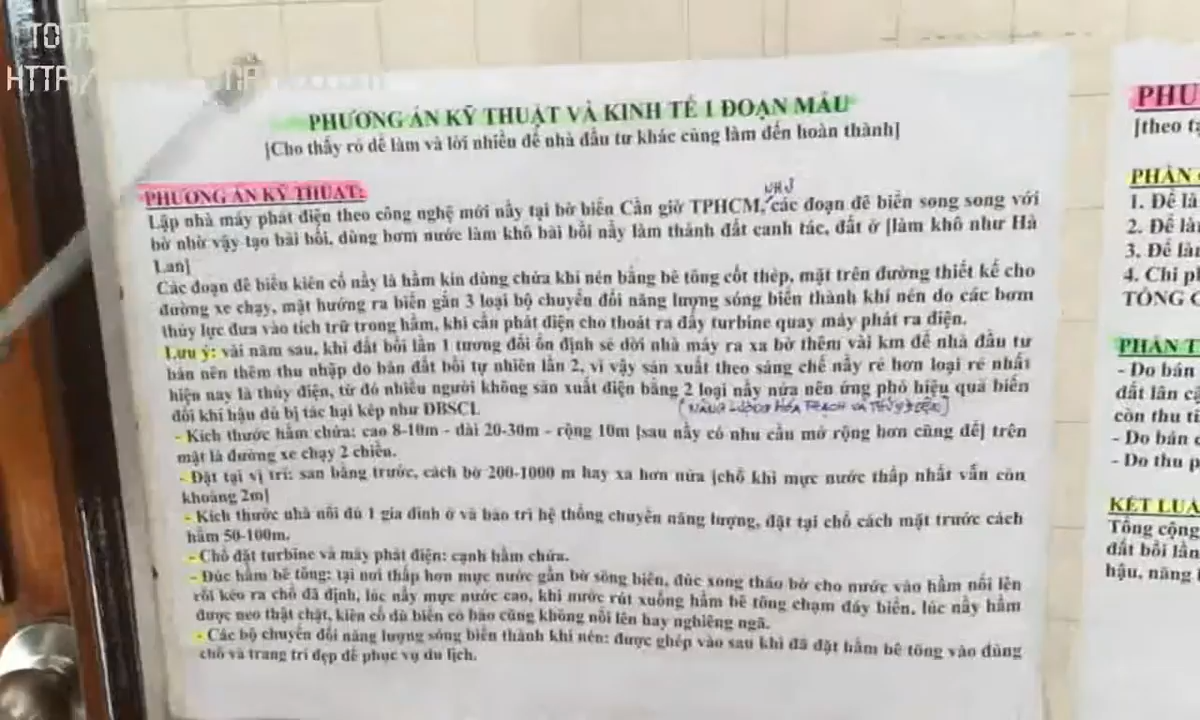 HTTP://
PHƯƠNG ÁN KỸ THUẬT VÀ KINH TẾ 1 ĐOẠN MẪU
[Cho thấy rõ dể làm và lời nhiều để nhà đầu tư khác cùng làm đến hoàn thành]
PHƯƠNG ÁN KỸ THUẬT:
NHƯ
Lập nhà máy phát điện theo công nghệ mới nầy tại bờ biển Cần giờ TPHCM, các đoạn đê biển song song với
bờ nhờ vậy tạo bãi bồi, dùng bơm nước làm khô bãi bồi nầy làm thành đất canh tác, đất ở [làm khô như Hà
Lan]
Các đoạn đê biển kiên cố nầy là hầm kín dùng chứa khí nén bằng bê tông cốt thép, mặt trên đường thiết kế cho
đường xe chạy, mặt hướng ra biển gắn 3 loại bộ chuyển đổi năng lượng sóng biển thành khí nén do các bơm
thủy lực đưa vào tích trữ trong hầm, khi cần phát điện cho thoát ra đẩy turbine quay máy phát ra điện.
Lưu ý: vài năm sau, khi đất bồi lần 1 tương đối ổn định sẽ dời nhà máy ra xa bờ thêm vài km để nhà đầu tư
bán nên thêm thu nhập do bán đất bồi tự nhiên lần 2, vì vậy sản xuất theo sáng chế nầy rẻ hơn loại rẻ nhất
hiện nay là thủy điện, từ đó nhiều người không sản xuất điện bằng 2 loại nầy nửa nên ứng phó hiệu quả biến
đổi khí hậu dù bị tác hại kép như ĐBSCL
[NĂNG LƯỢNG HÓA THẠCH VÀ THỦY ĐIỆN]
- Kích thước hầm chứa: cao 8-10m - dài 20-30m - rộng 10m [sau nầy có nhu cầu mở rộng hơn cũng dể] trên
mặt là đường xe chạy 2 chiều.
- Đặt tại vị trí: san bằng trước, cách bờ 200-1000 m hay xa hơn nửa [chổ khi mực nước thấp nhất vẫn còn
khoảng 2m]
- Kích thước nhà nổi đủ 1 gia đình ở và bảo trì hệ thống chuyển năng lượng, đặt tại chổ cách mặt trước cách
hầm 50-100m.
- Chổ đặt turbine và máy phát điện: cạnh hầm chứa.
- Đúc hầm bê tông: tại nơi thấp hơn mực nước gần bờ sông biển, đúc xong tháo bờ cho nước vào hầm nổi lên
rồi kéo ra chổ đã định, lúc nầy mực nước cao, khi nước rút xuống hầm bê tông chạm đáy biển, lúc nầy hầm
được neo thật chặt, kiên cố dù biển có bảo cũng không nổi lên hay nghiêng ngã.
- Các bộ chuyển đổi năng lượng sóng biển thành khí nén: được ghép vào sau khi đã đặt hầm bê tông vào đúng
chổ và trang trí đẹp để phục vụ du lịch.
[theo
PHẦN
1. Để
2. Để
3. Để
4. Chi
TỔNG
PHẦN
- Do bán
đất lân
còn thu
- Do bán
- Do thu
Tổng cộng
đất bồi lần
hậu, năng